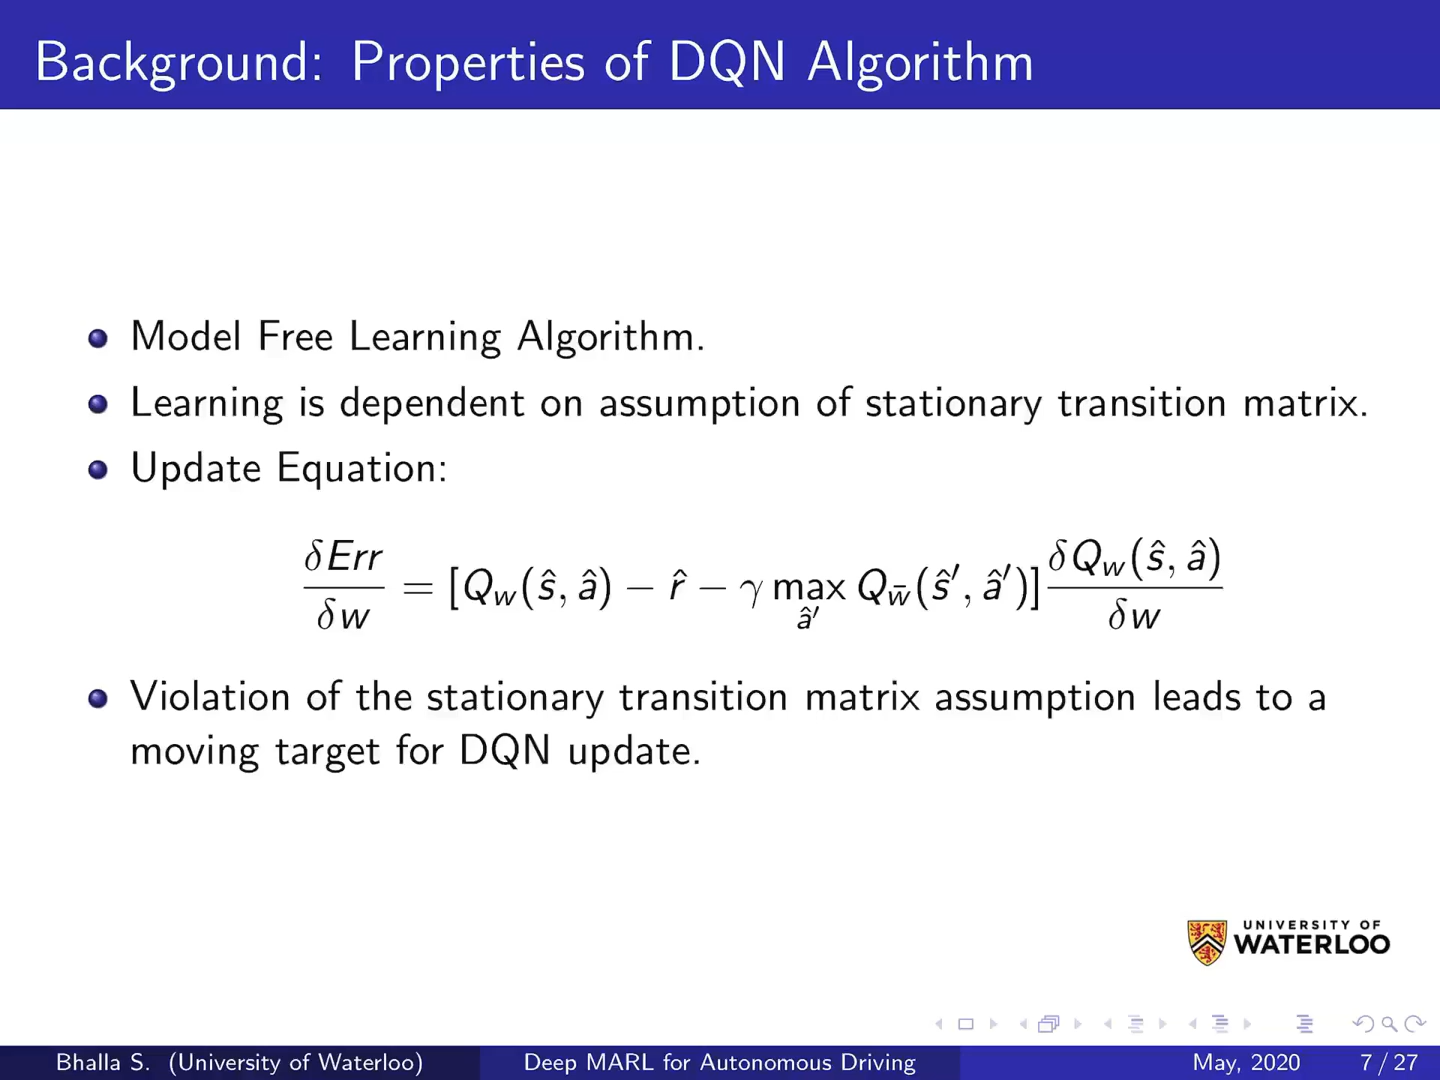 Background: Properties of DQN Algorithm
Model Free Learning Algorithm.
Learning is dependent on assumption of stationary transition matrix.
Update Equation:
δErr/δw = [Q_w(ŝ, â) − r̂ − γ max_{â′} Q_{w̄}(ŝ′, â′)] δQ_w(ŝ, â)/δw
Violation of the stationary transition matrix assumption leads to a
moving target for DQN update.
UNIVERSITY OF
WATERLOO
Bhalla S. (University of Waterloo) Deep MARL for Autonomous Driving May, 2020 7 / 27